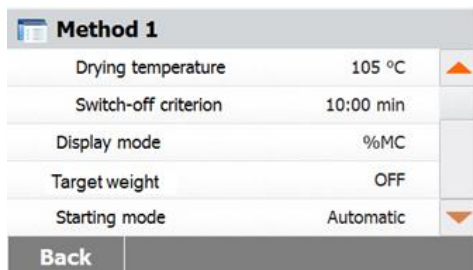 Method 1
Drying temperature 105 °C
Switch-off criterion 10:00 min
Display mode %MC
Target weight OFF
Starting mode Automatic
Back